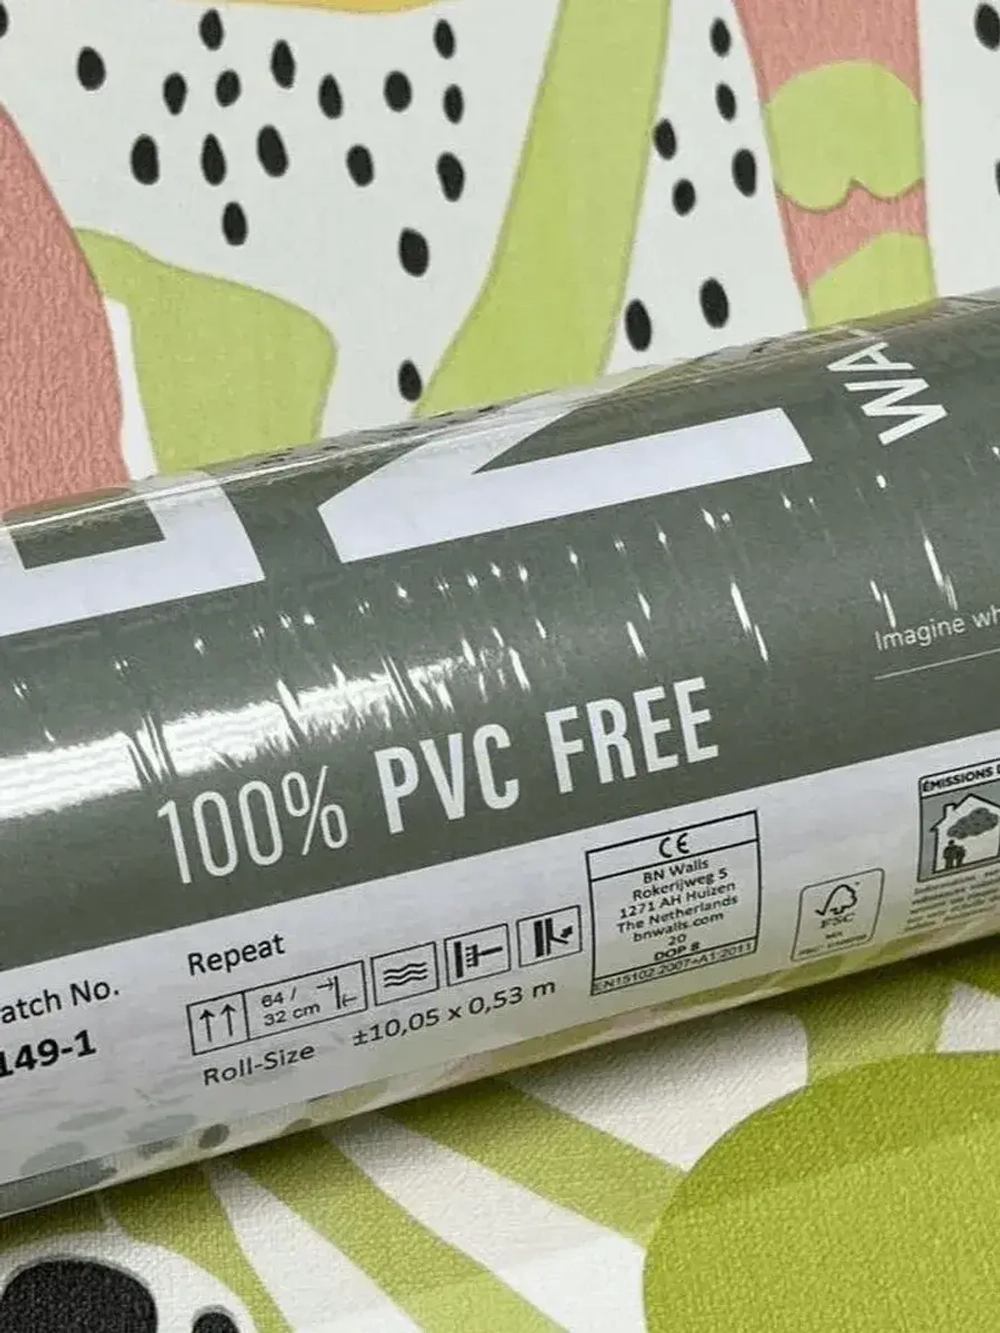 WA
Imagine wh
100% PVC FREE
atch No.
149-1
Repeat
64 /
32 cm
Roll-Size ±10,05 x 0,53 m
CE
BN Walls
Rokerijweg 5
1271 AH Huizen
The Netherlands
bnwalls.com
20
DOP 8
EN15102:2007+A1:2011
FSC
MIX
ÉMISSIONS D